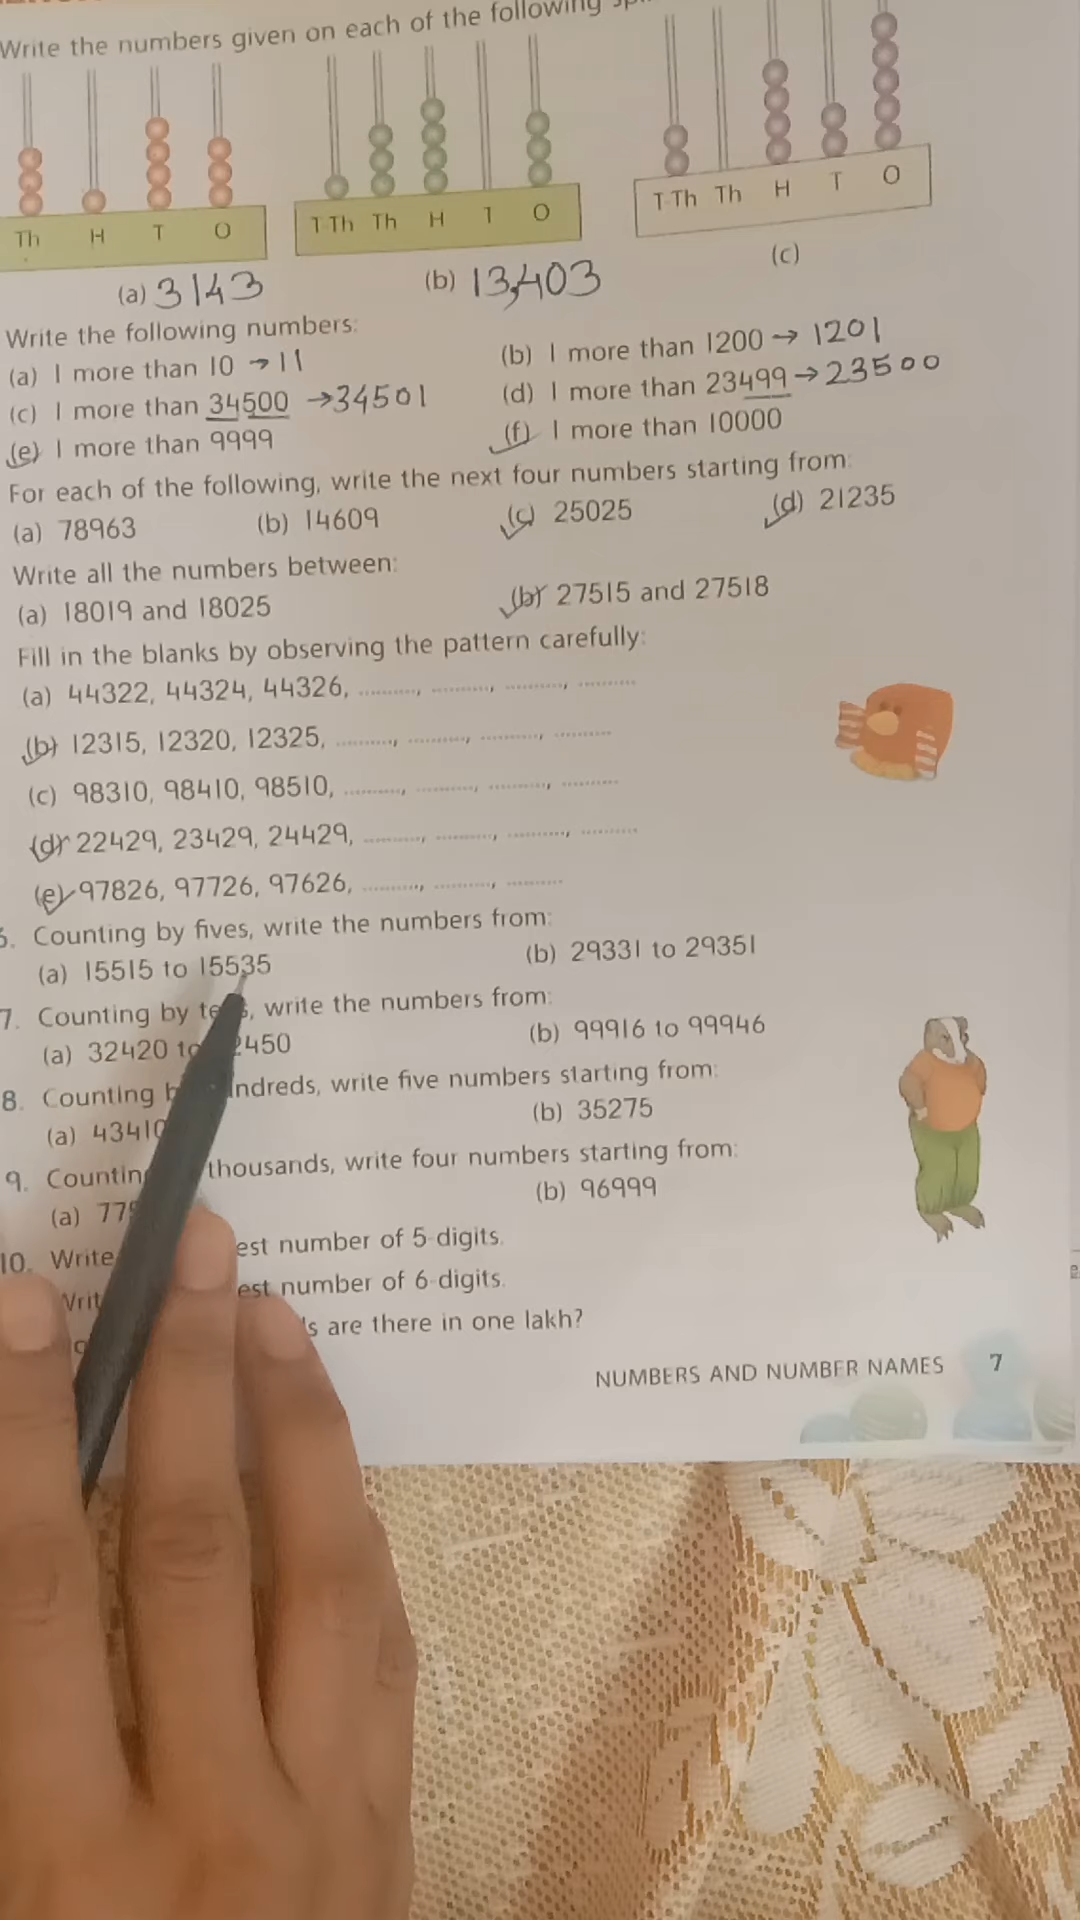 Write the numbers given on each of the following
Th H T O
T Th Th H T O
T Th Th H T O
(a) 3143
(b) 13,403
(c)
Write the following numbers:
(a) 1 more than 10 → 11
(b) 1 more than 1200 → 1201
(c) 1 more than 34500 → 34501
(d) 1 more than 23499 → 23500
(e) 1 more than 9999
(f) 1 more than 10000
For each of the following, write the next four numbers starting from:
(a) 78963 (b) 14609 (c) 25025 (d) 21235
Write all the numbers between:
(a) 18019 and 18025 (b) 27515 and 27518
Fill in the blanks by observing the pattern carefully:
(a) 44322, 44324, 44326, .........., .........., .........., ..........
(b) 12315, 12320, 12325, .........., .........., .........., ..........
(c) 98310, 98410, 98510, .........., .........., .........., ..........
(d) 22429, 23429, 24429, .........., .........., .........., ..........
(e) 97826, 97726, 97626, .........., .........., ..........
6. Counting by fives, write the numbers from:
(a) 15515 to 15535 (b) 29331 to 29351
7. Counting by te s, write the numbers from:
(a) 32420 to 2450 (b) 99916 to 99946
8. Counting b ndreds, write five numbers starting from:
(a) 43410 (b) 35275
9. Counting thousands, write four numbers starting from:
(a) 77 (b) 96999
10. Write est number of 5-digits.
Writ est number of 6-digits.
s are there in one lakh?
NUMBERS AND NUMBER NAMES 7